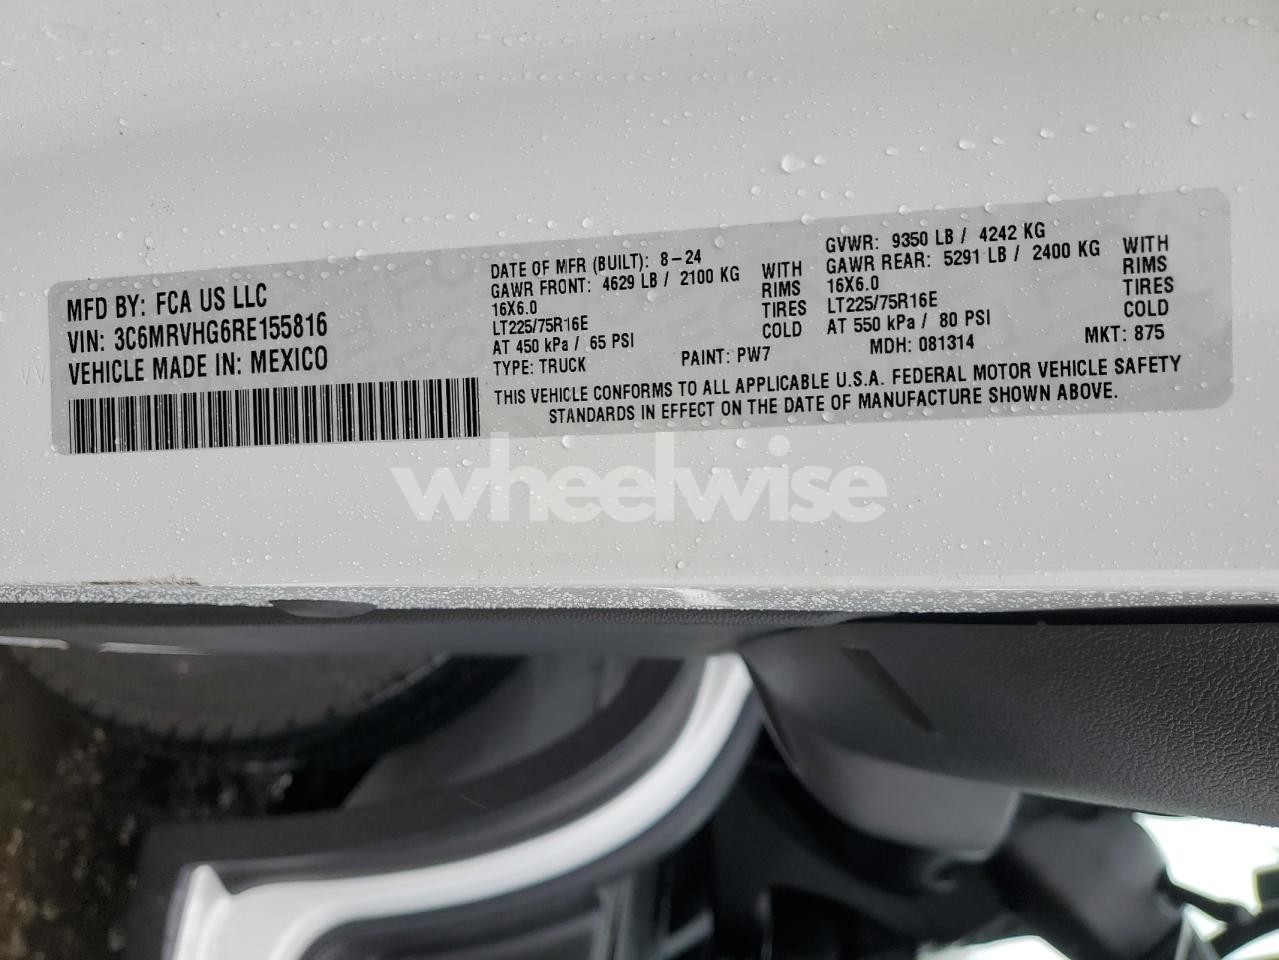 MFD BY: FCA US LLC
VIN: 3C6MRVHG6RE155816
VEHICLE MADE IN: MEXICO
DATE OF MFR (BUILT): 8-24
GAWR FRONT: 4629 LB / 2100 KG WITH
16X6.0 RIMS
LT225/75R16E TIRES
AT 450 kPa / 65 PSI COLD
TYPE: TRUCK PAINT: PW7
GVWR: 9350 LB / 4242 KG
GAWR REAR: 5291 LB / 2400 KG WITH
16X6.0 RIMS
LT225/75R16E TIRES
AT 550 kPa / 80 PSI COLD
MDH: 081314 MKT: 875
THIS VEHICLE CONFORMS TO ALL APPLICABLE U.S.A. FEDERAL MOTOR VEHICLE SAFETY
STANDARDS IN EFFECT ON THE DATE OF MANUFACTURE SHOWN ABOVE.
wheelwise